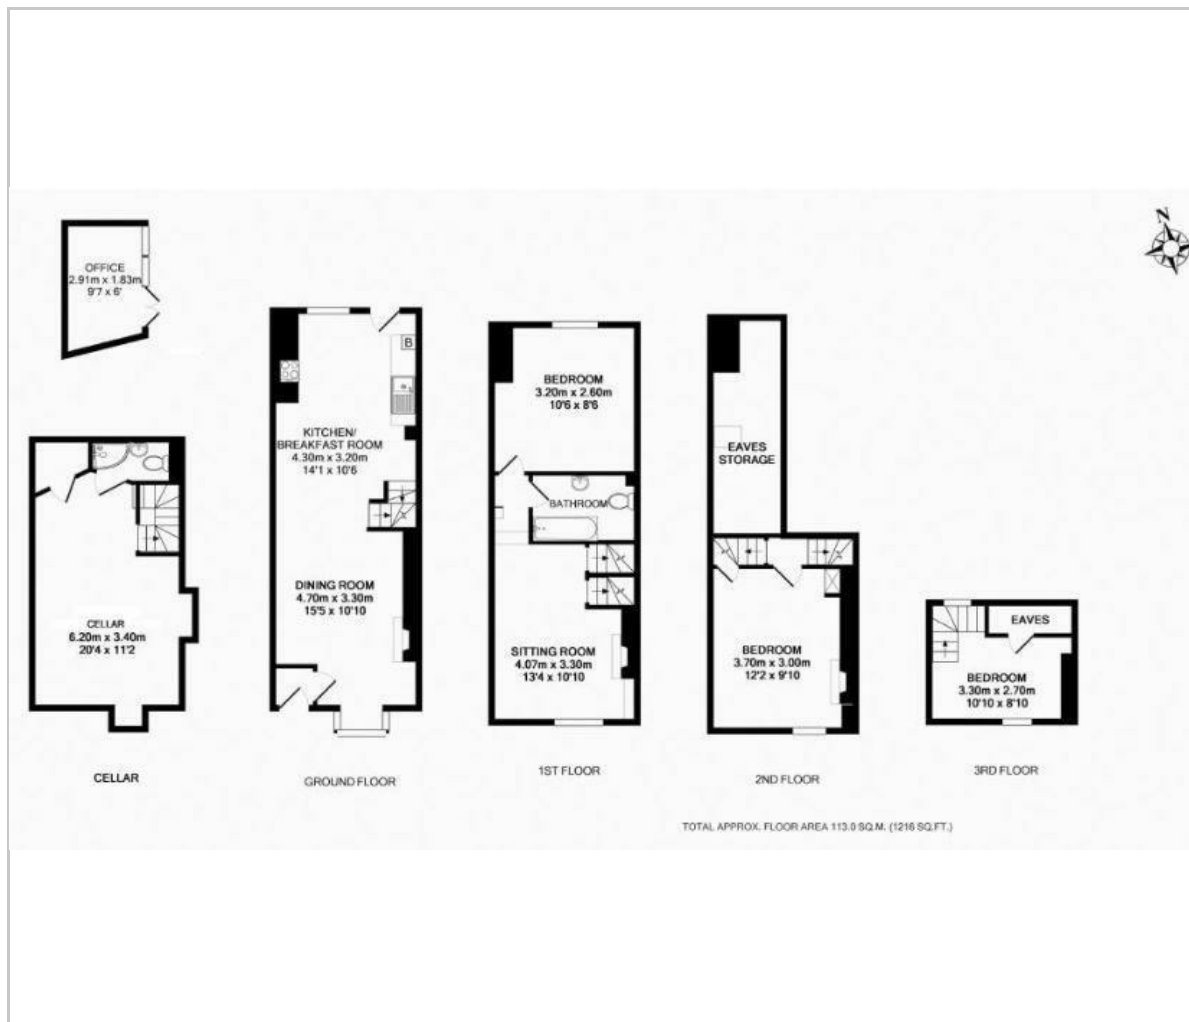 N
OFFICE
2.91m x 1.83m
9'7 x 6'
CELLAR
6.20m x 3.40m
20'4 x 11'2
CELLAR
B
KITCHEN/
BREAKFAST ROOM
4.30m x 3.20m
14'1 x 10'6
DINING ROOM
4.70m x 3.30m
15'5 x 10'10
GROUND FLOOR
BEDROOM
3.20m x 2.60m
10'6 x 8'6
BATHROOM
SITTING ROOM
4.07m x 3.30m
13'4 x 10'10
1ST FLOOR
EAVES
STORAGE
BEDROOM
3.70m x 3.00m
12'2 x 9'10
2ND FLOOR
EAVES
BEDROOM
3.30m x 2.70m
10'10 x 8'10
3RD FLOOR
TOTAL APPROX. FLOOR AREA 113.0 SQ.M. (1216 SQ.FT.)